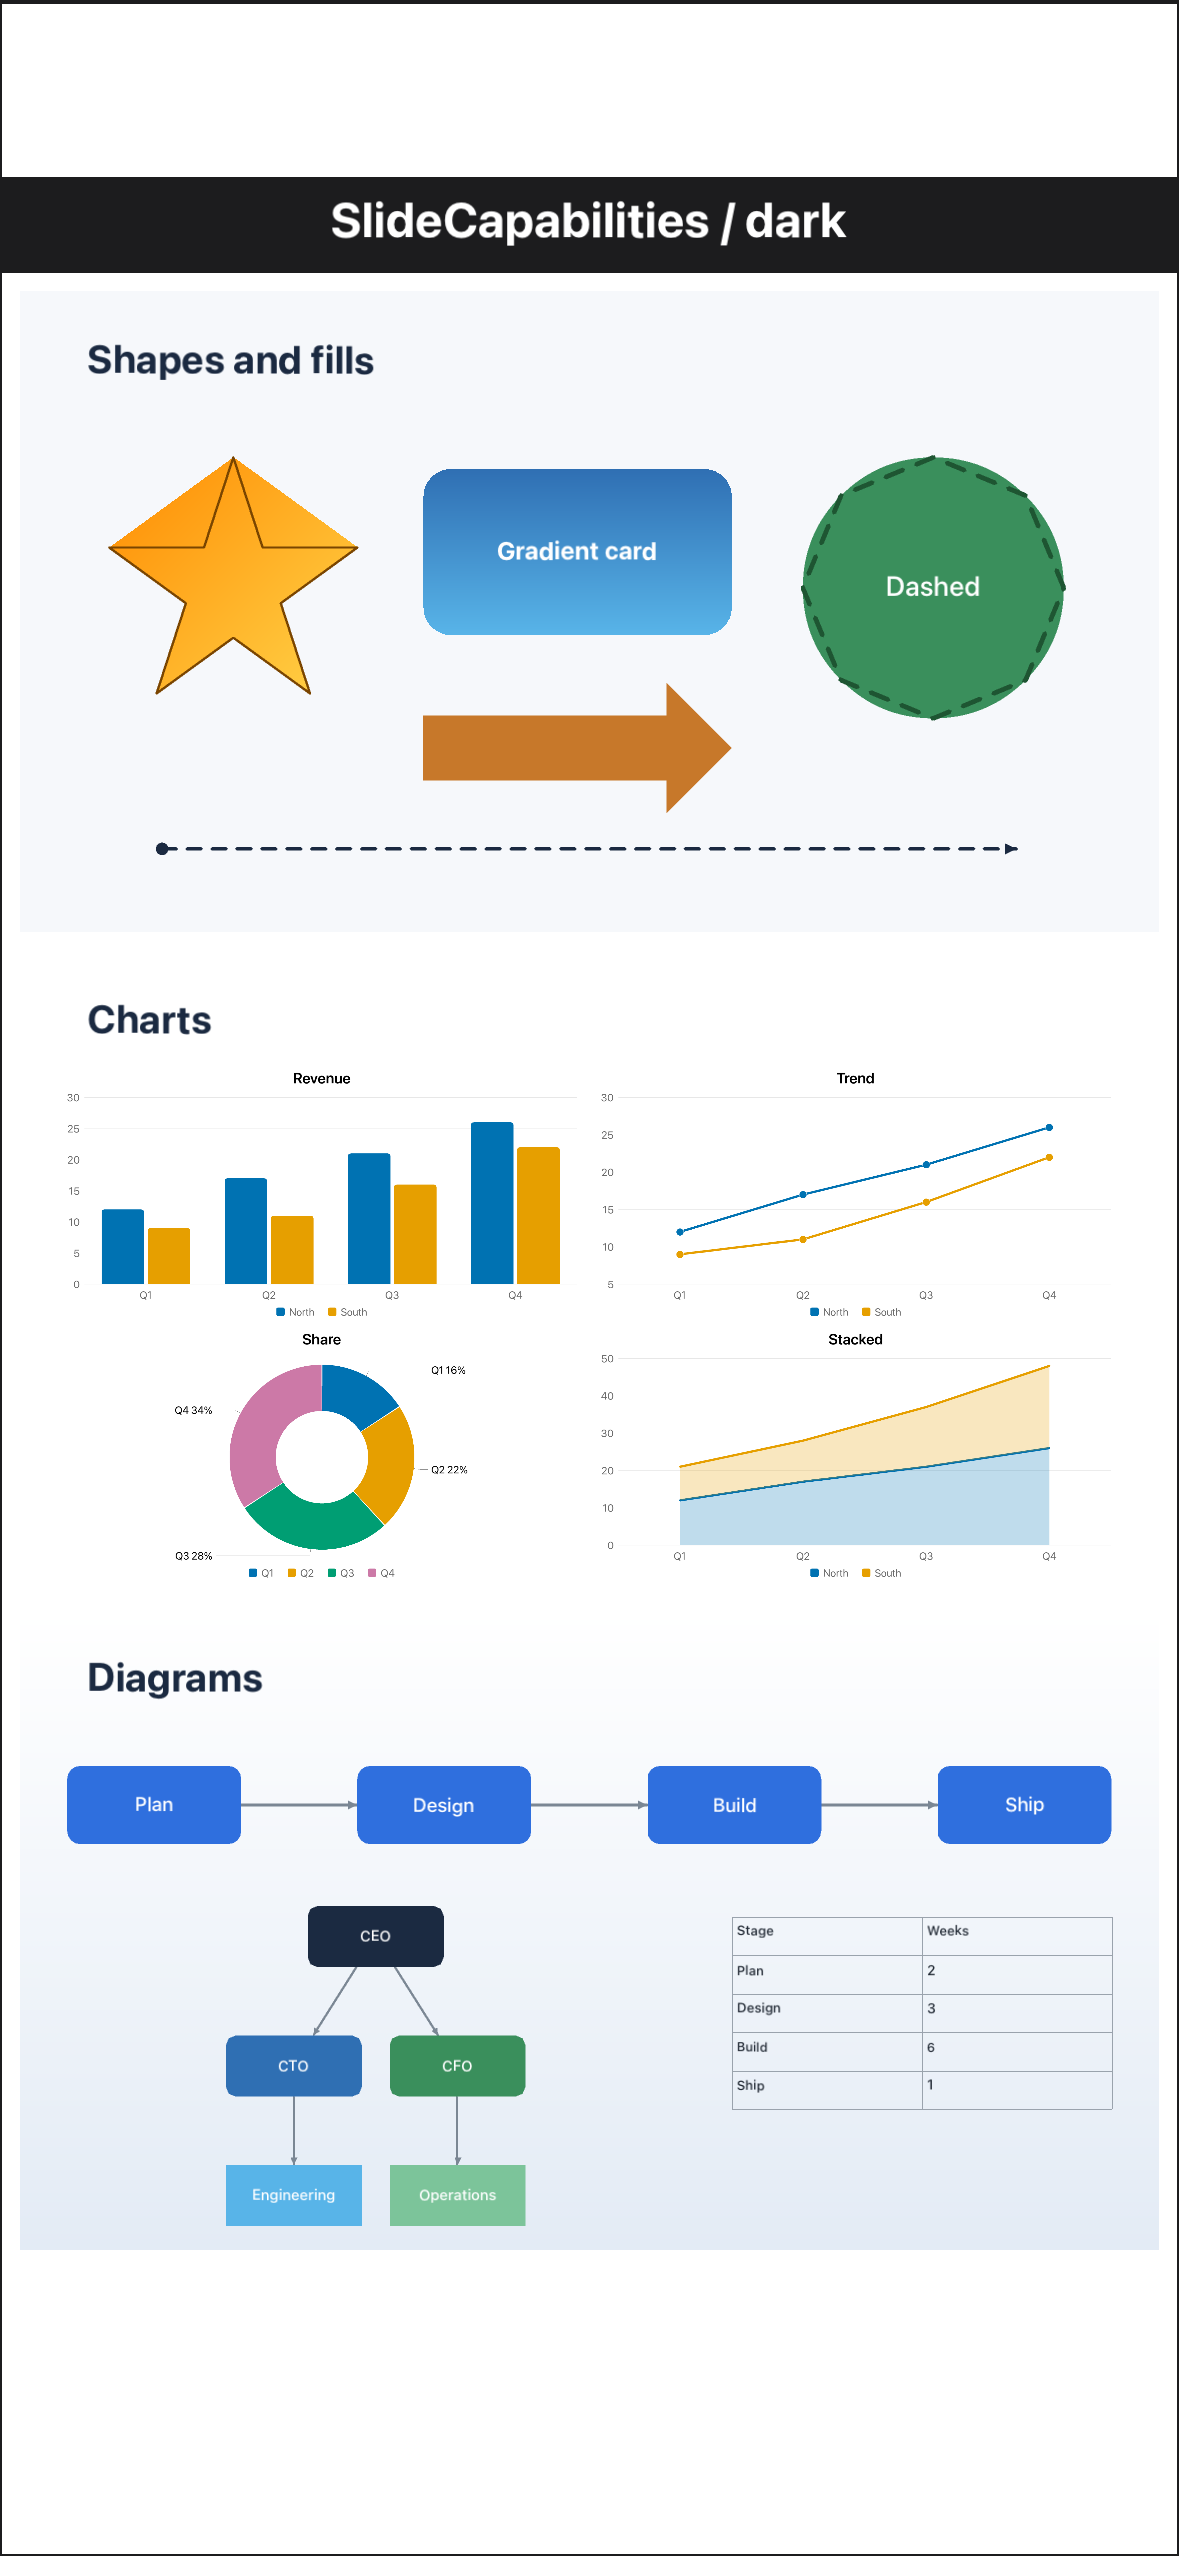 SlideCapabilities / dark
Shapes and fills
Gradient card
Dashed
Charts
Revenue
30
25
20
15
10
5
0
Q1 Q2 Q3 Q4
North South
Trend
30
25
20
15
10
5
Q1 Q2 Q3 Q4
North South
Share
Q1 16%
Q4 34%
Q2 22%
Q3 28%
Q1 Q2 Q3 Q4
Stacked
50
40
30
20
10
0
Q1 Q2 Q3 Q4
North South
Diagrams
Plan Design Build Ship
CEO
CTO CFO
Engineering Operations
Stage Weeks
Plan 2
Design 3
Build 6
Ship 1